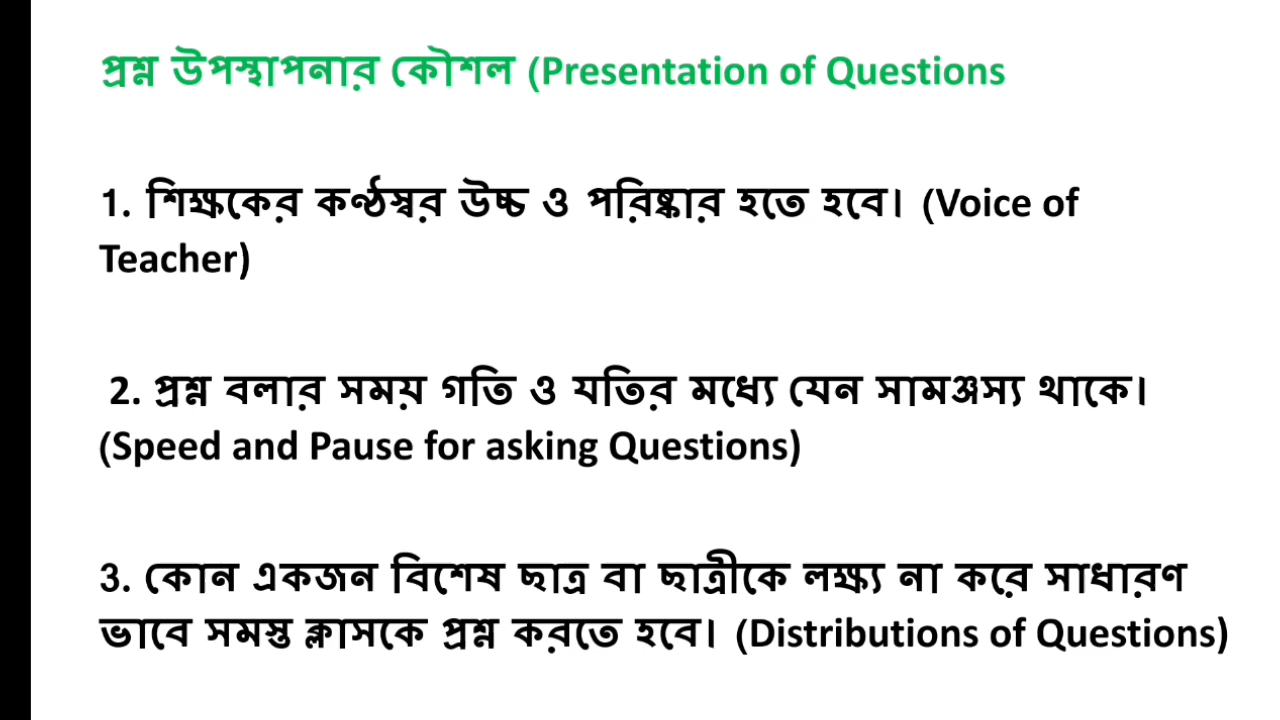 প্রশ্ন উপস্থাপনার কৌশল (Presentation of Questions
1. শিক্ষকের কণ্ঠস্বর উচ্চ ও পরিষ্কার হতে হবে। (Voice of
Teacher)
2. প্রশ্ন বলার সময় গতি ও যতির মধ্যে যেন সামঞ্জস্য থাকে।
(Speed and Pause for asking Questions)
3. কোন একজন বিশেষ ছাত্র বা ছাত্রীকে লক্ষ্য না করে সাধারণ
ভাবে সমস্ত ক্লাসকে প্রশ্ন করতে হবে। (Distributions of Questions)